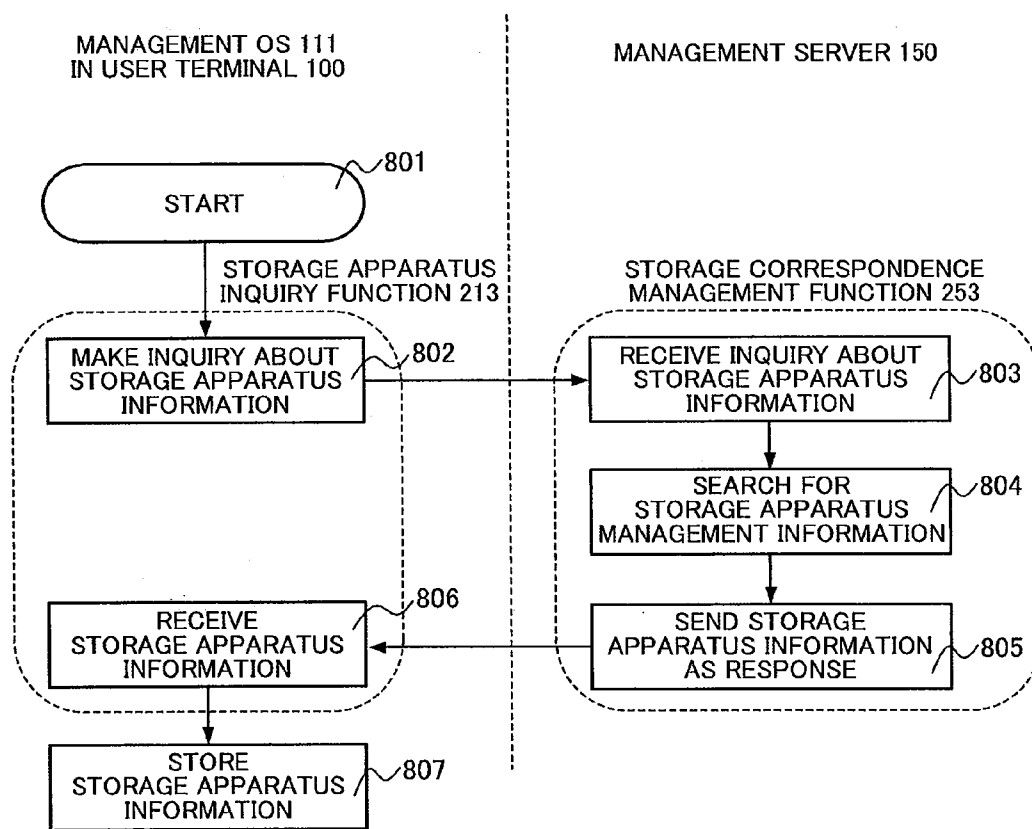 MANAGEMENT OS 111
IN USER TERMINAL 100
MANAGEMENT SERVER 150
801
START
STORAGE APPARATUS
INQUIRY FUNCTION 213
STORAGE CORRESPONDENCE
MANAGEMENT FUNCTION 253
MAKE INQUIRY ABOUT
STORAGE APPARATUS
INFORMATION
802
RECEIVE INQUIRY ABOUT
STORAGE APPARATUS
INFORMATION
803
SEARCH FOR
STORAGE APPARATUS
MANAGEMENT INFORMATION
804
RECEIVE
STORAGE APPARATUS
INFORMATION
806
SEND STORAGE
APPARATUS INFORMATION
AS RESPONSE
805
STORE
STORAGE APPARATUS
INFORMATION
807